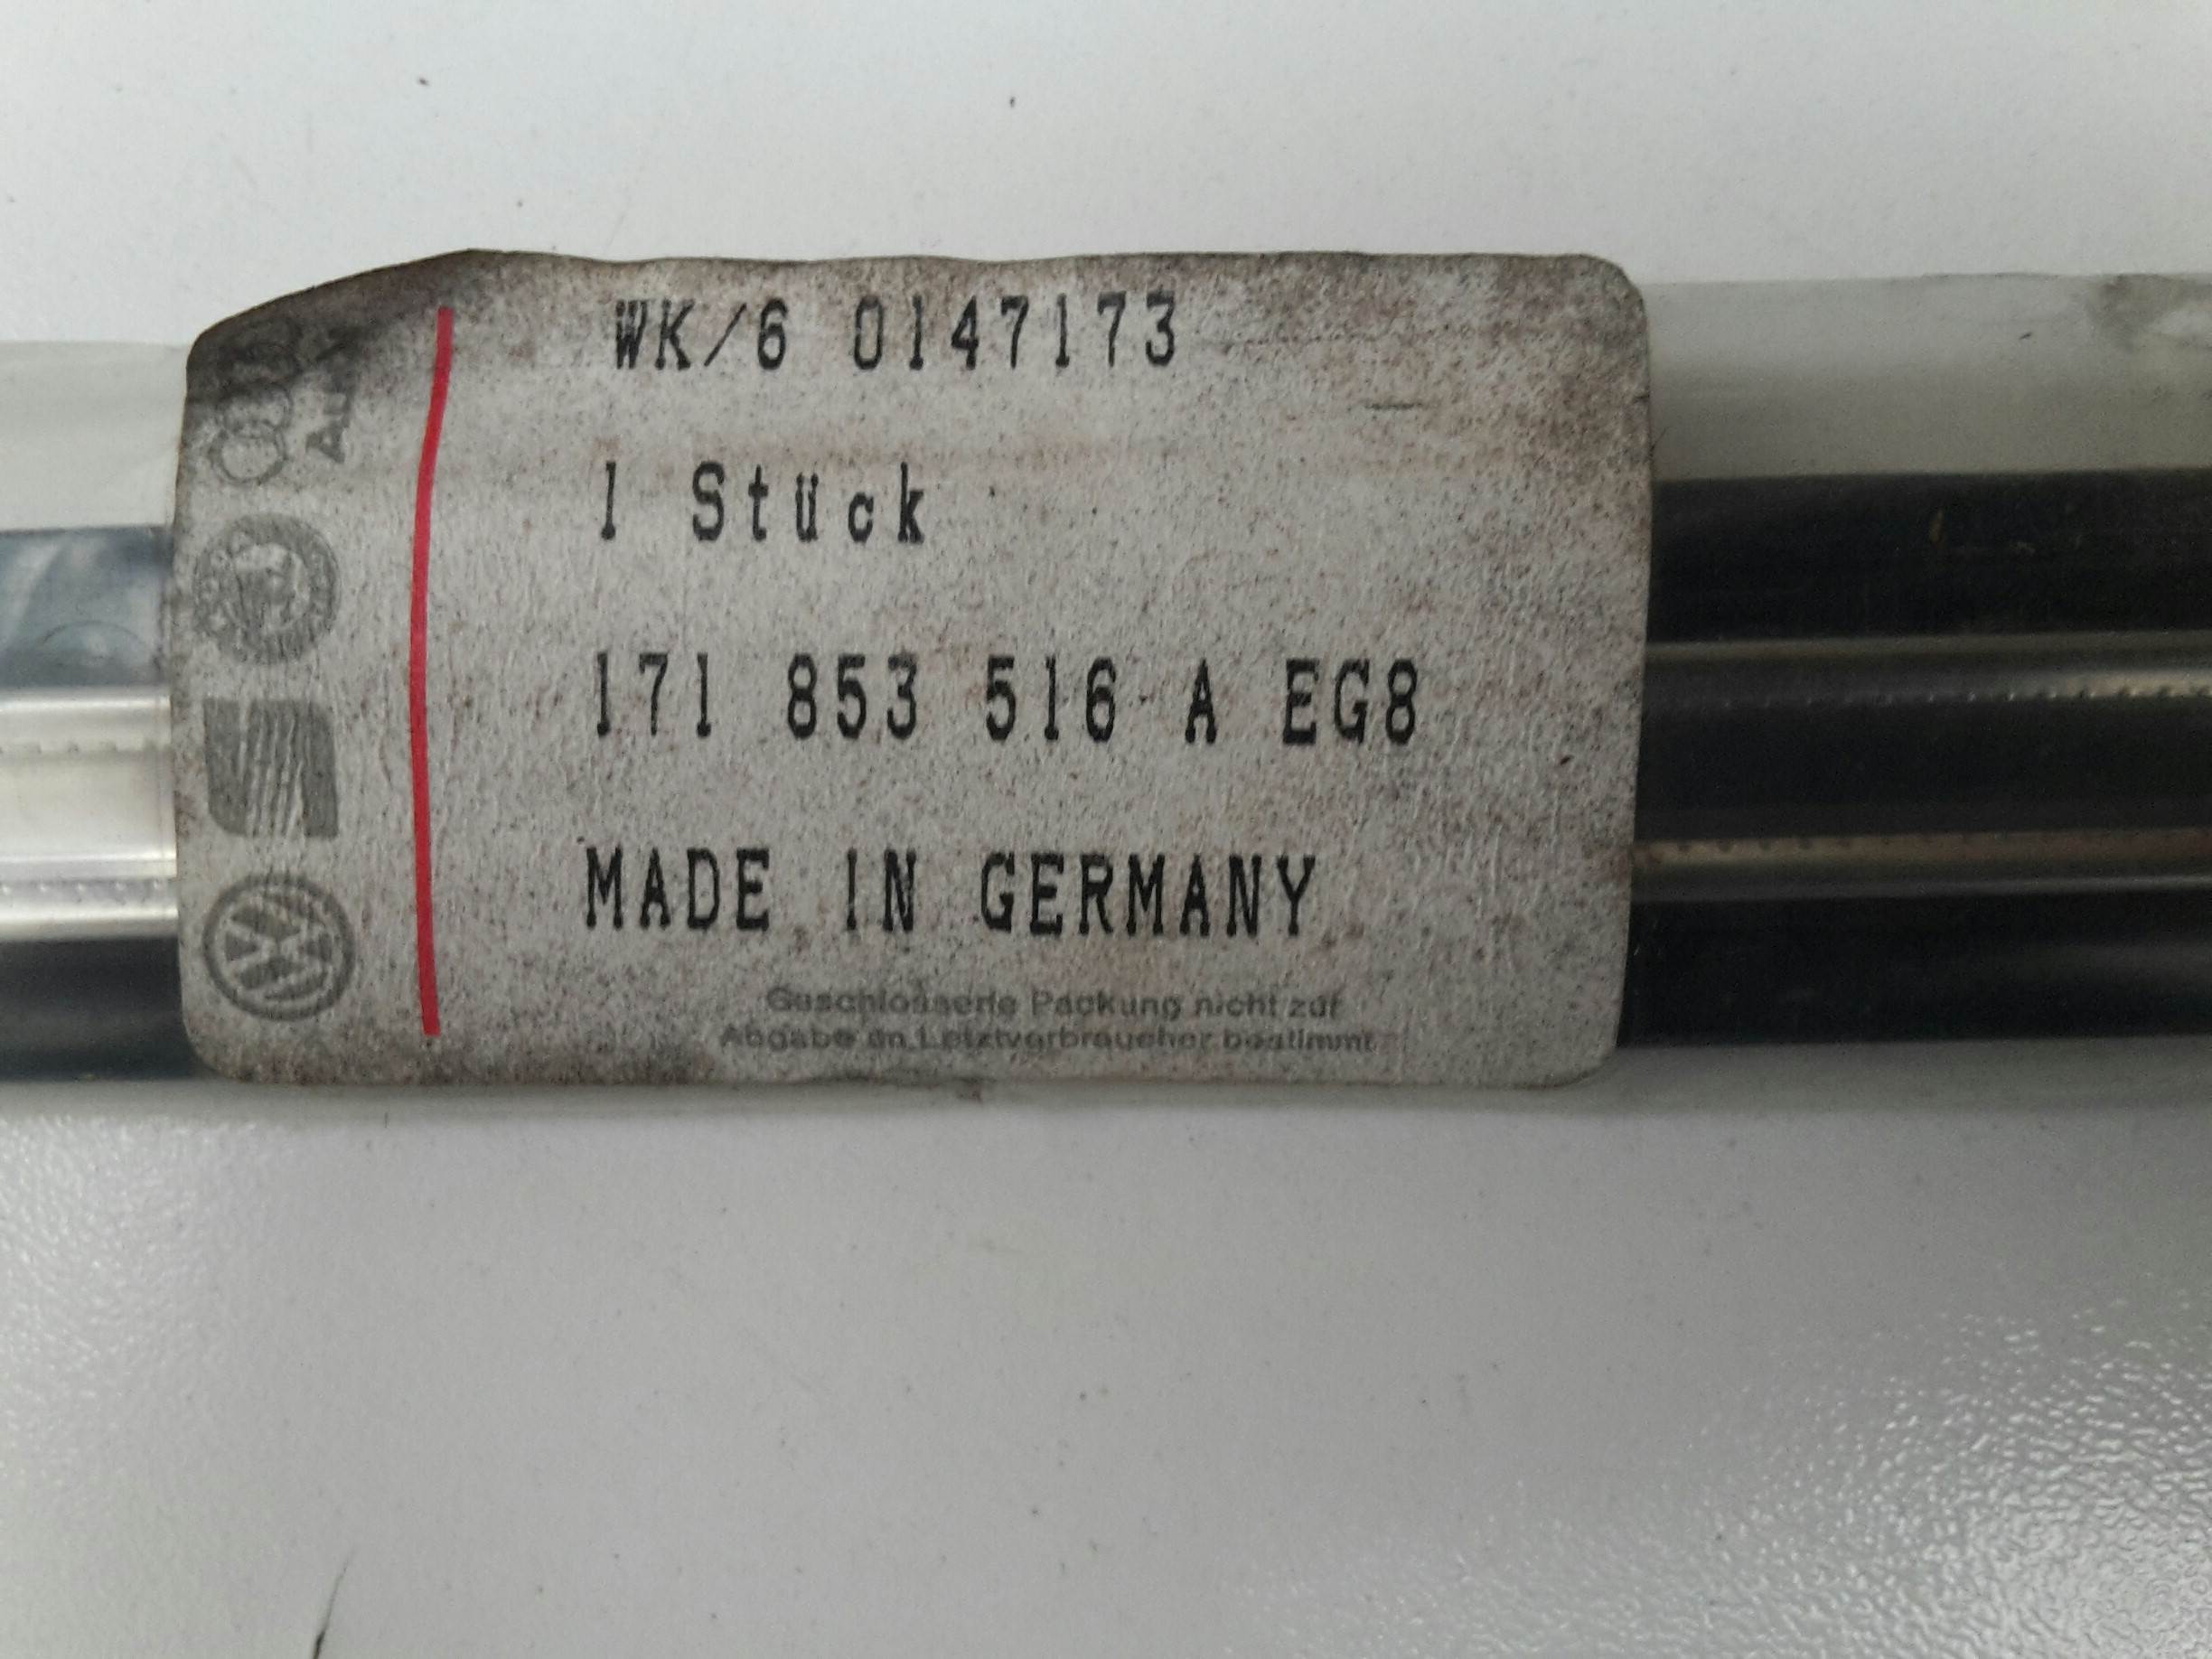 WK/6 0147173
1 Stück
171 853 516 A EG8
MADE IN GERMANY
Geschlossene Packung nicht zur
Abgabe an Letztverbraucher bestimmt